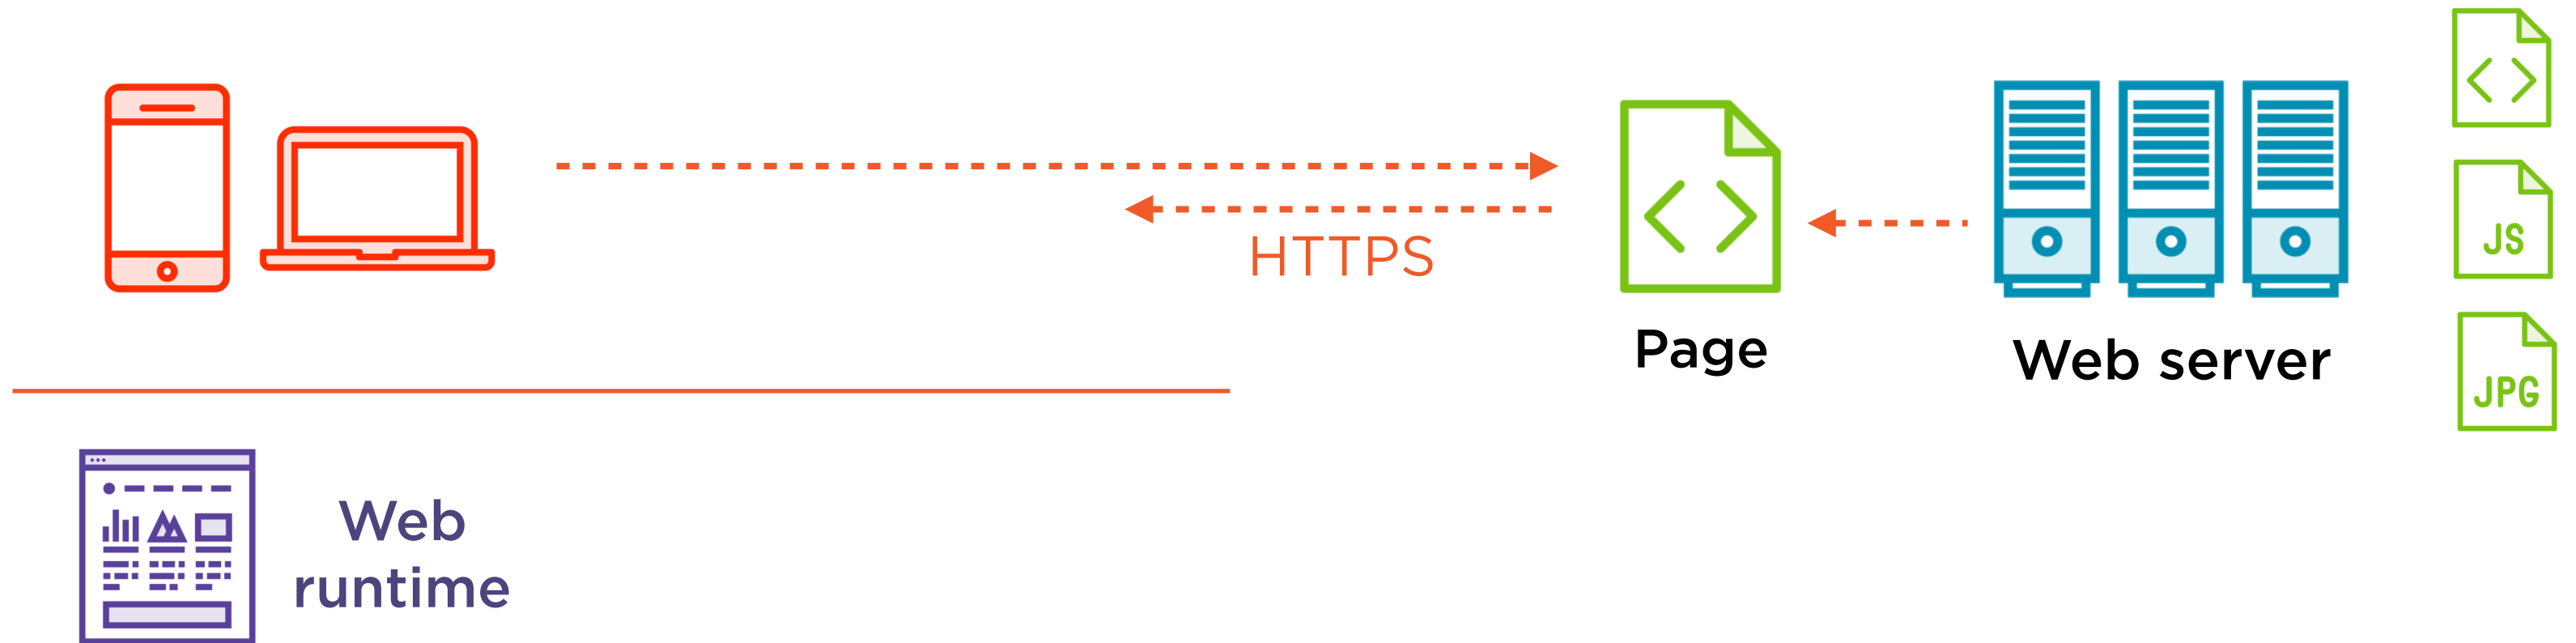 HTTPS
Page
Web server
JS
JPG
Web
runtime